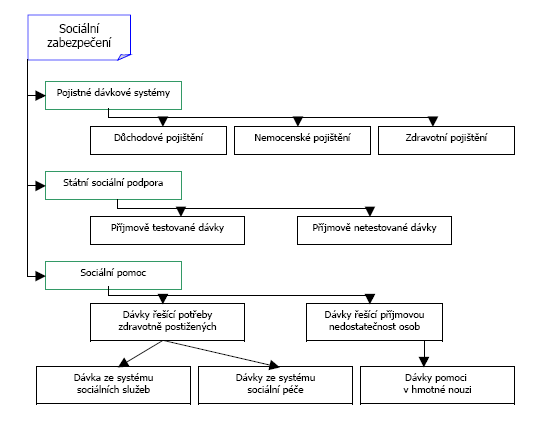 Sociální
zabezpečení
Pojistné dávkové systémy
Důchodové pojištění
Nemocenské pojištění
Zdravotní pojištění
Státní sociální podpora
Příjmově testované dávky
Příjmově netestované dávky
Sociální pomoc
Dávky řešící potřeby
zdravotně postižených
Dávky řešící příjmovou
nedostatečnost osob
Dávka ze systému
sociálních služeb
Dávky ze systému
sociální péče
Dávky pomoci
v hmotné nouzi